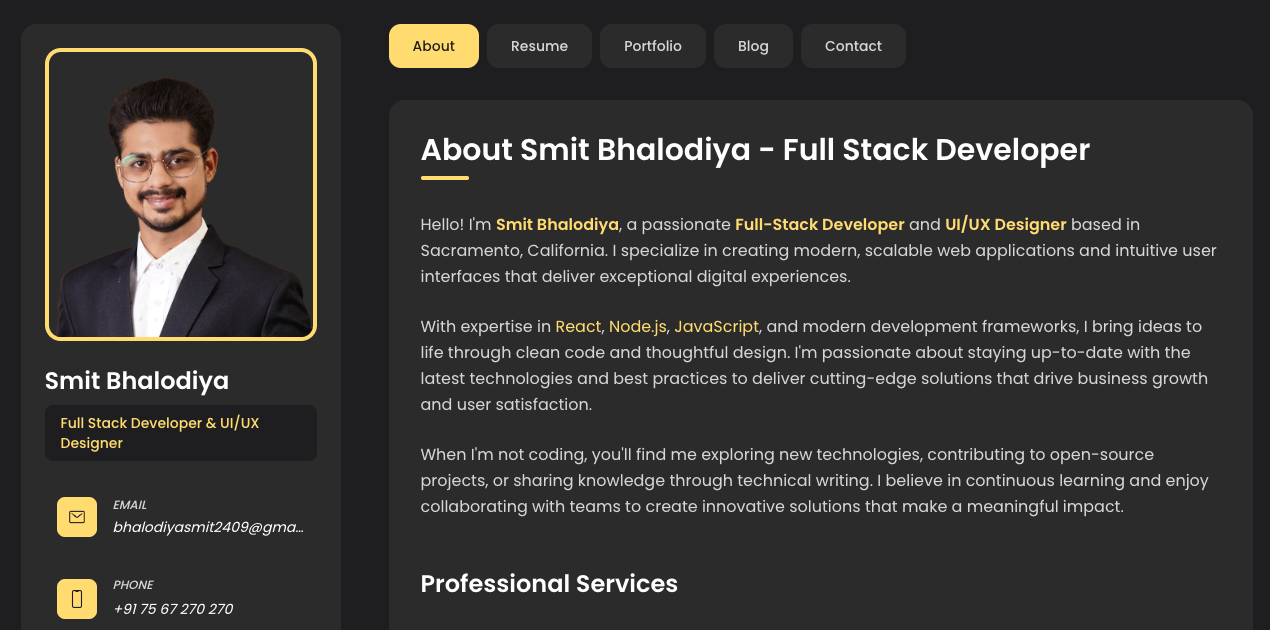 About
Resume
Portfolio
Blog
Contact
Smit Bhalodiya
Full Stack Developer & UI/UX
Designer
EMAIL
bhalodiyasmit2409@gma...
PHONE
+91 75 67 270 270
About Smit Bhalodiya - Full Stack Developer
Hello! I'm Smit Bhalodiya, a passionate Full-Stack Developer and UI/UX Designer based in
Sacramento, California. I specialize in creating modern, scalable web applications and intuitive user
interfaces that deliver exceptional digital experiences.
With expertise in React, Node.js, JavaScript, and modern development frameworks, I bring ideas to
life through clean code and thoughtful design. I'm passionate about staying up-to-date with the
latest technologies and best practices to deliver cutting-edge solutions that drive business growth
and user satisfaction.
When I'm not coding, you'll find me exploring new technologies, contributing to open-source
projects, or sharing knowledge through technical writing. I believe in continuous learning and enjoy
collaborating with teams to create innovative solutions that make a meaningful impact.
Professional Services